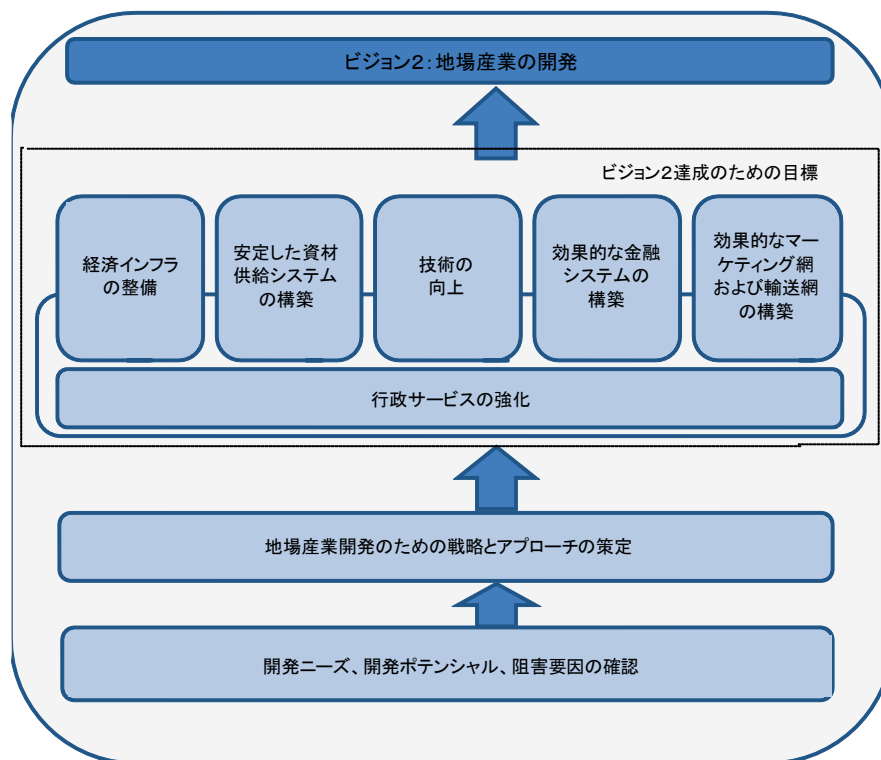 ビジョン2：地場産業の開発
ビジョン2達成のための目標
経済インフラ
の整備
安定した資材
供給システム
の構築
技術の
向上
効果的な金融
システムの
構築
効果的なマー
ケティング網
および輸送網
の構築
行政サービスの強化
地場産業開発のための戦略とアプローチの策定
開発ニーズ、開発ポテンシャル、阻害要因の確認